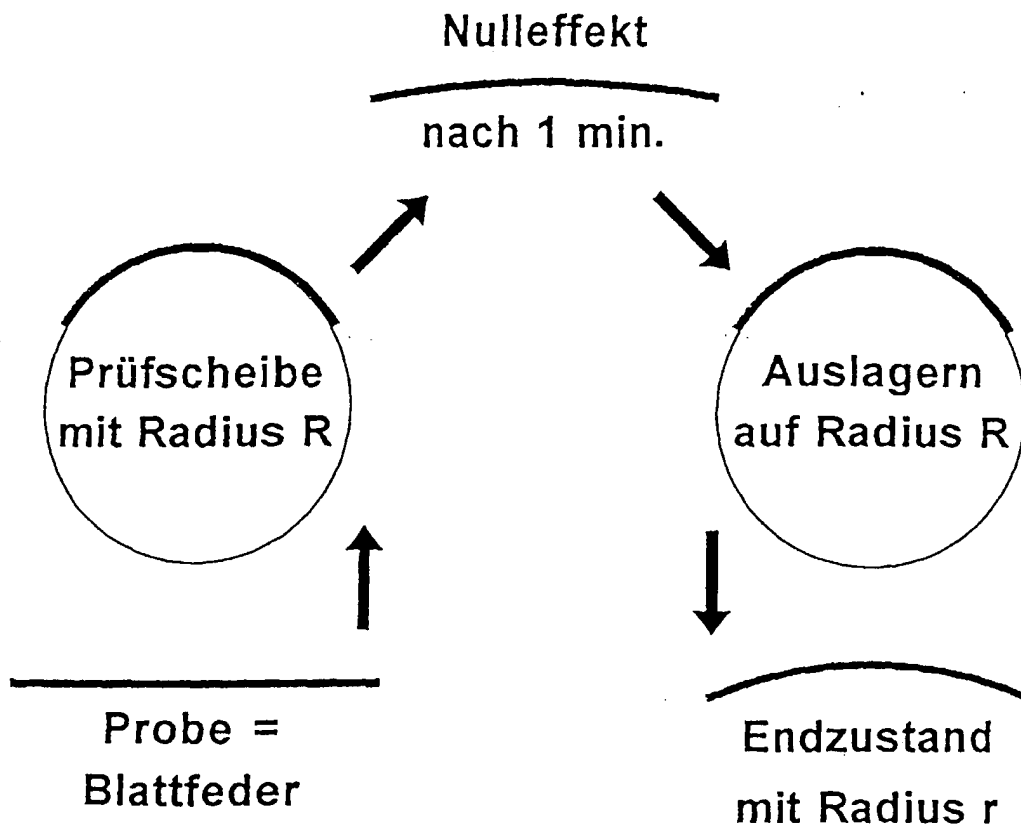 Nulleffekt
nach 1 min.
Prüfscheibe
mit Radius R
Auslagern
auf Radius R
Probe =
Blattfeder
Endzustand
mit Radius r